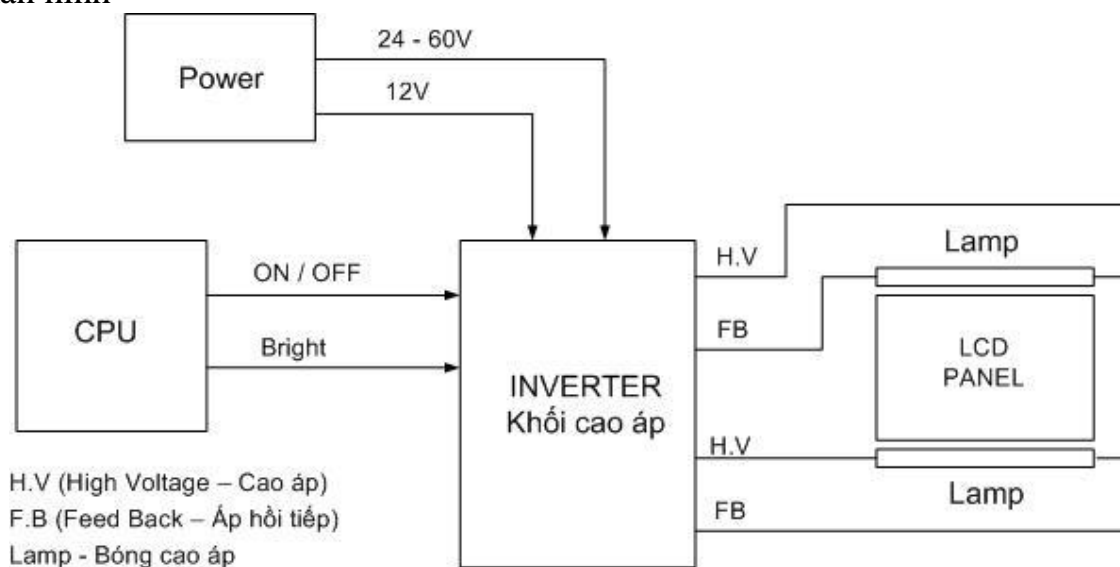 24 - 60V
Power
12V
Lamp
H.V
ON / OFF
CPU
FB
Bright
LCD
PANEL
INVERTER
Khối cao áp
H.V
Lamp
FB
H.V (High Voltage – Cao áp)
F.B (Feed Back – Áp hồi tiếp)
Lamp - Bóng cao áp